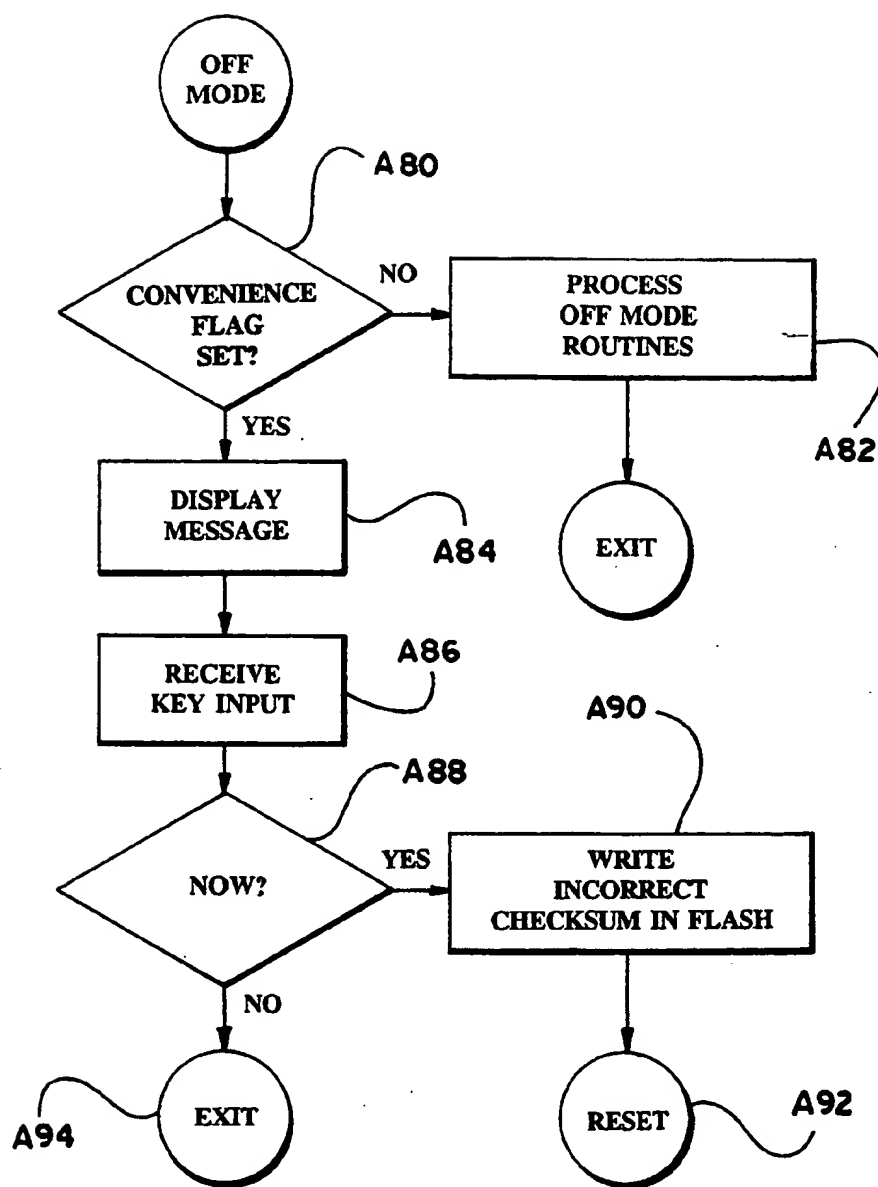 OFF
MODE
A80
CONVENIENCE
FLAG
SET?
NO
PROCESS
OFF MODE
ROUTINES
A82
YES
EXIT
DISPLAY
MESSAGE
A84
RECEIVE
KEY INPUT
A86
A90
A88
NOW?
YES
WRITE
INCORRECT
CHECKSUM IN FLASH
NO
EXIT
A94
RESET
A92